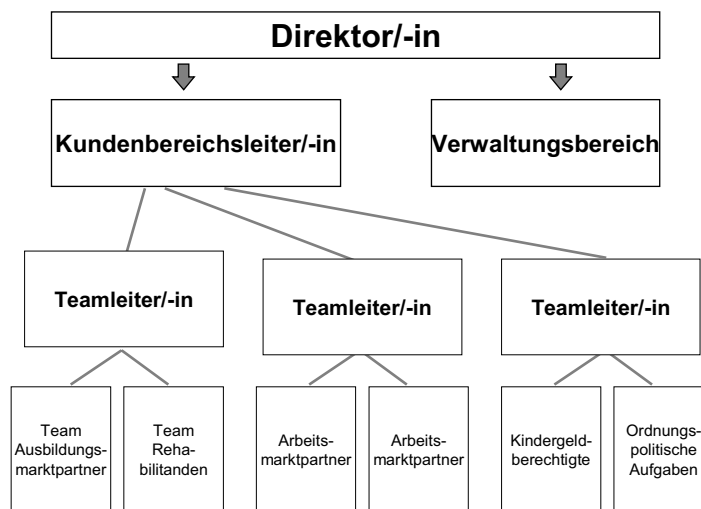 Direktor/-in
Kundenbereichsleiter/-in
Verwaltungsbereich
Teamleiter/-in
Teamleiter/-in
Teamleiter/-in
Team
Ausbildungs-
marktpartner
Team
Reha-
bilitanden
Arbeits-
marktpartner
Arbeits-
marktpartner
Kindergeld-
berechtigte
Ordnungs-
politische
Aufgaben